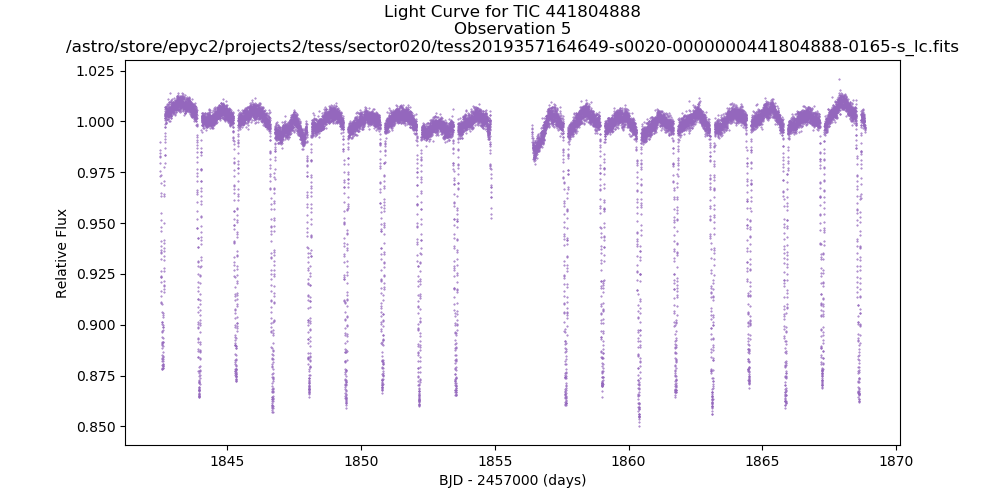 Light Curve for TIC 441804888
Observation 5
/astro/store/epyc2/projects2/tess/sector020/tess2019357164649-s0020-0000000441804888-0165-s_lc.fits
1.025
1.000
0.975
0.950
0.925
0.900
0.875
0.850
Relative Flux
1845
1850
1855
1860
1865
1870
BJD - 2457000 (days)